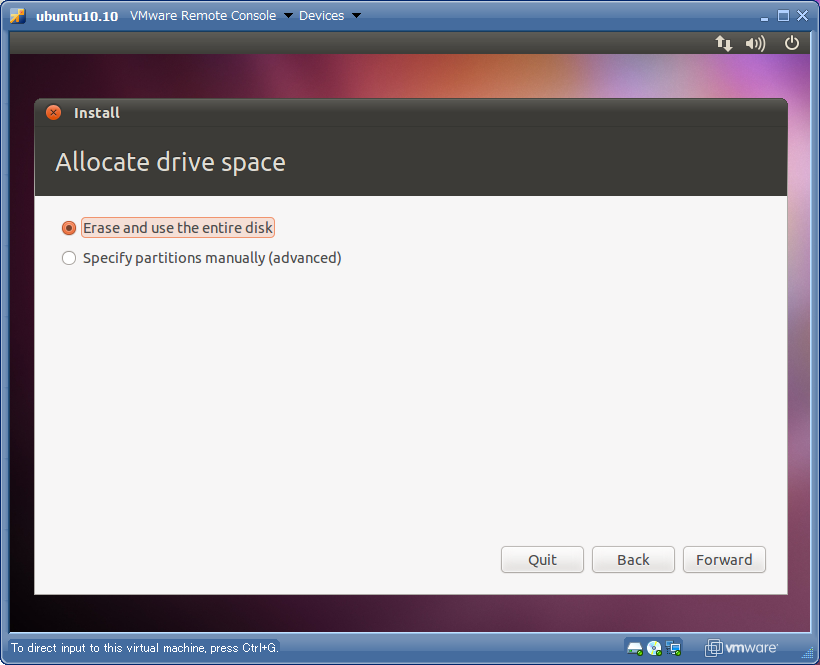 ubuntu10.10 VMware Remote Console Devices
Install
Allocate drive space
Erase and use the entire disk
Specify partitions manually (advanced)
Quit Back Forward
To direct input to this virtual machine, press Ctrl+G.
vmware